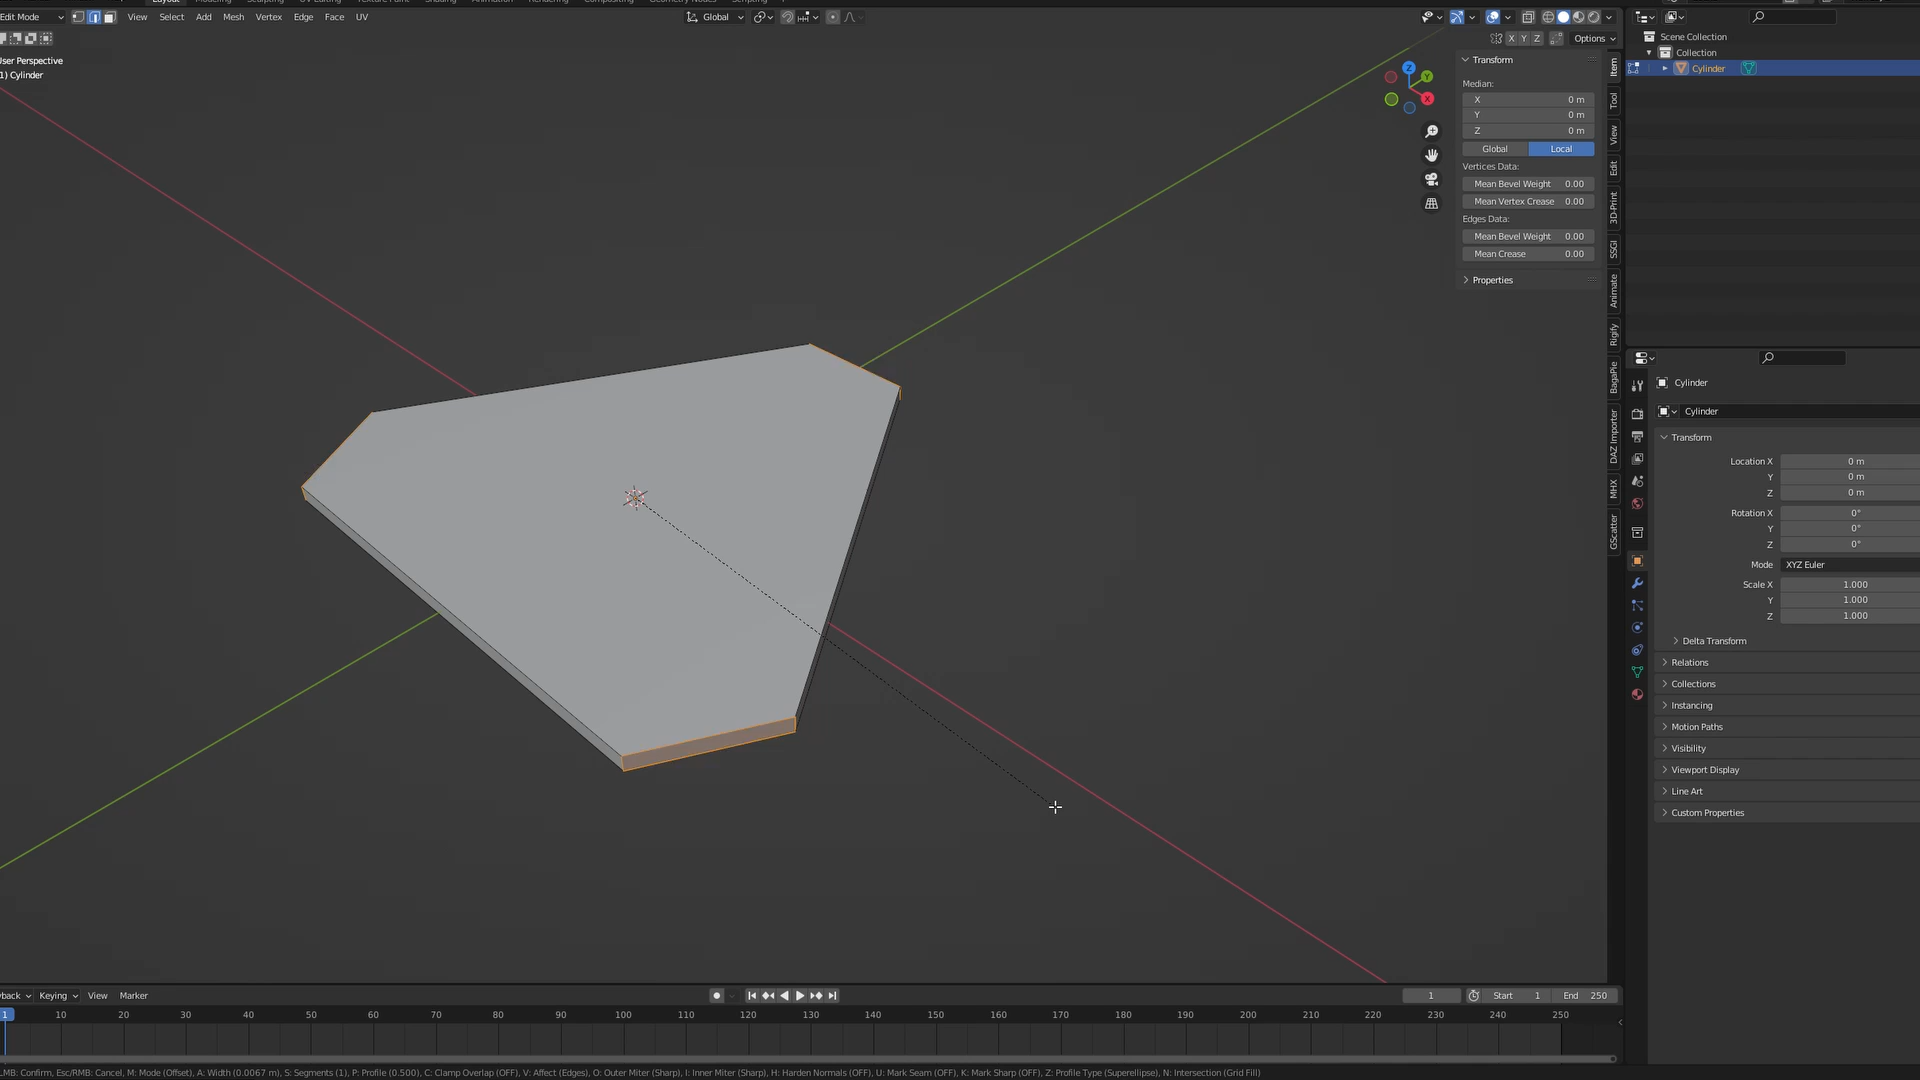 Edit Mode
View
Select
Add
Mesh
Vertex
Edge
Face
UV
Global
X Y Z
Options
User Perspective
1) Cylinder
Z
Y
X
Transform
Median:
X 0 m
Y 0 m
Z 0 m
Global Local
Vertices Data:
Mean Bevel Weight 0.00
Mean Vertex Crease 0.00
Edges Data:
Mean Bevel Weight 0.00
Mean Crease 0.00
Properties
Item
Tool
View
Edit
3D-Print
SSGI
Animate
Rigify
BagaPie
DAZ Importer
MHX
GScatter
Scene Collection
Collection
Cylinder
Cylinder
Cylinder
Transform
Location X 0 m
Y 0 m
Z 0 m
Rotation X 0°
Y 0°
Z 0°
Mode XYZ Euler
Scale X 1.000
Y 1.000
Z 1.000
Delta Transform
Relations
Collections
Instancing
Motion Paths
Visibility
Viewport Display
Line Art
Custom Properties
yback
Keying
View
Marker
1
Start 1
End 250
1 10 20 30 40 50 60 70 80 90 100 110 120 130 140 150 160 170 180 190 200 210 220 230 240 250
LMB: Confirm, Esc/RMB: Cancel, M: Mode (Offset), A: Width (0.0067 m), S: Segments (1), P: Profile (0.500), C: Clamp Overlap (OFF), V: Affect (Edges), O: Outer Miter (Sharp), I: Inner Miter (Sharp), H: Harden Normals (OFF), U: Mark Seam (OFF), K: Mark Sharp (OFF), Z: Profile Type (Superellipse), N: Intersection (Grid Fill)